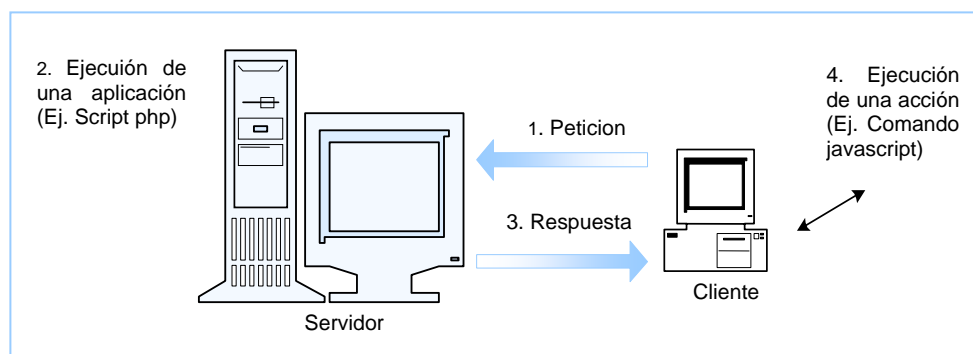 2. Ejecuión de
una aplicación
(Ej. Script php)
1. Peticion
3. Respuesta
Servidor
Cliente
4. Ejecución
de una acción
(Ej. Comando
javascript)